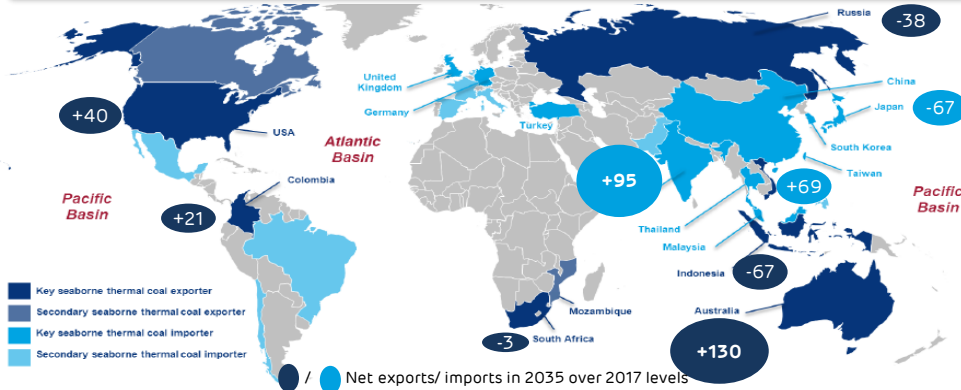 Russia
-38
United
Kingdom
China
+40
Germany
Japan
-67
Turkey
USA
Atlantic
Basin
South Korea
Taiwan
Colombia
+95
+69
Pacific
Basin
Pacific
Basin
+21
Thailand
Malaysia
Indonesia
-67
Key seaborne thermal coal exporter
Secondary seaborne thermal coal exporter
Key seaborne thermal coal importer
Secondary seaborne thermal coal importer
Mozambique
Australia
-3
South Africa
+130
/
Net exports/ imports in 2035 over 2017 levels